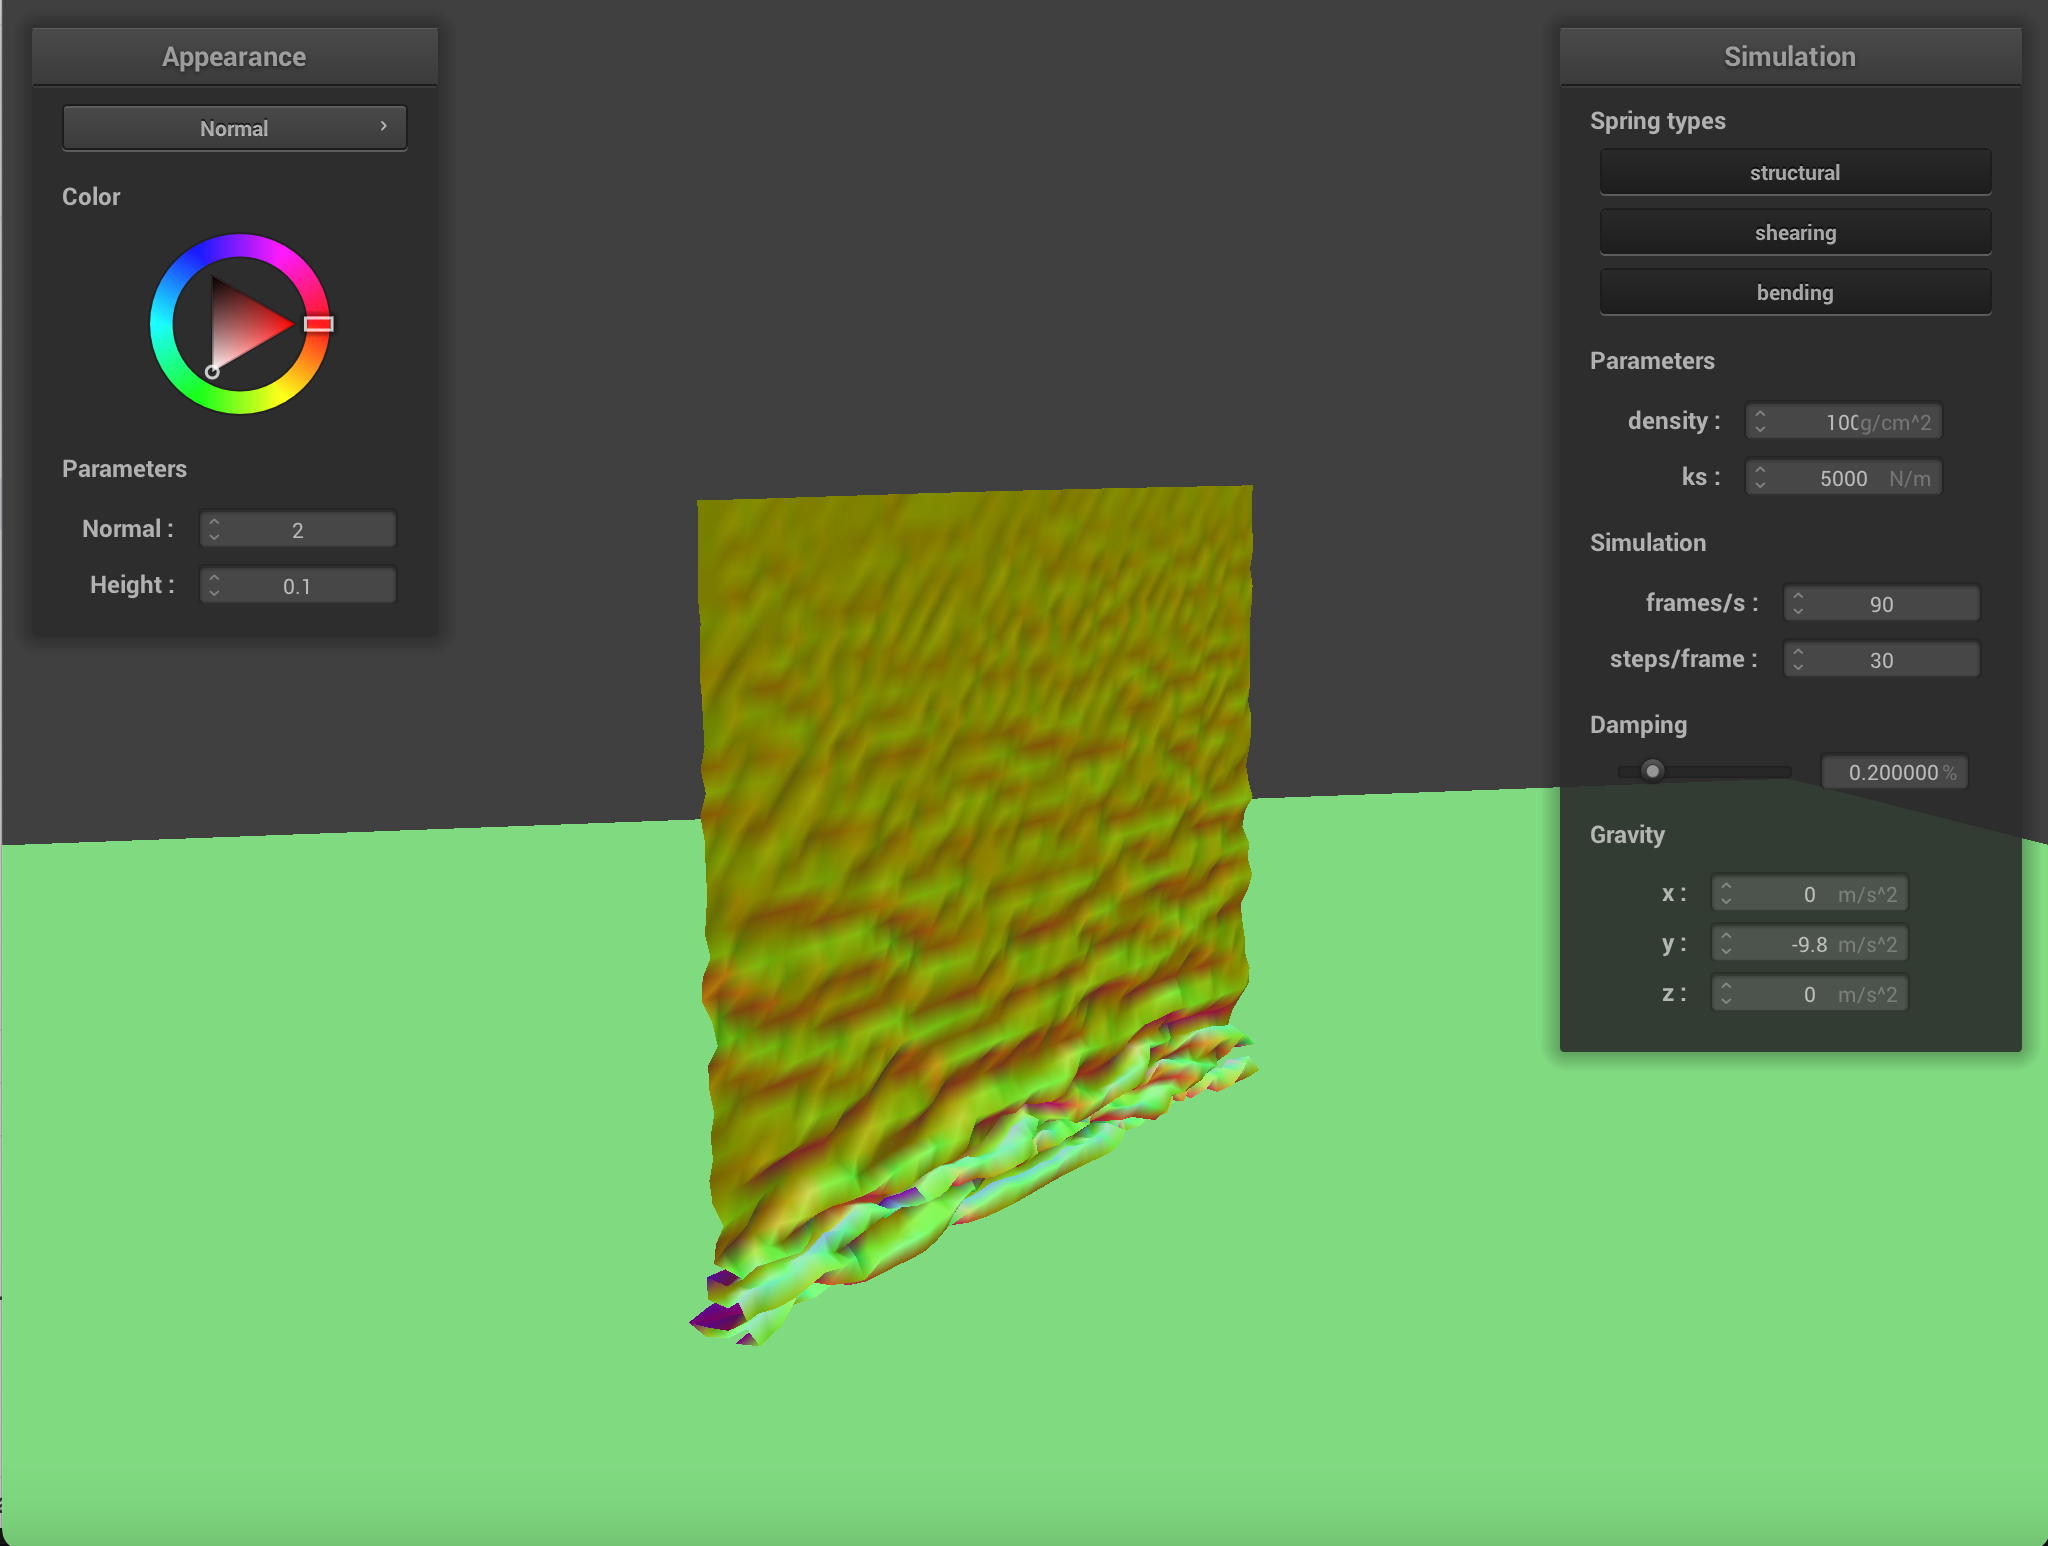 Appearance
Normal
Color
Parameters
Normal : 2
Height : 0.1
Simulation
Spring types
structural
shearing
bending
Parameters
density : 100 g/cm^2
ks : 5000 N/m
Simulation
frames/s : 90
steps/frame : 30
Damping
0.200000 %
Gravity
x : 0 m/s^2
y : -9.8 m/s^2
z : 0 m/s^2